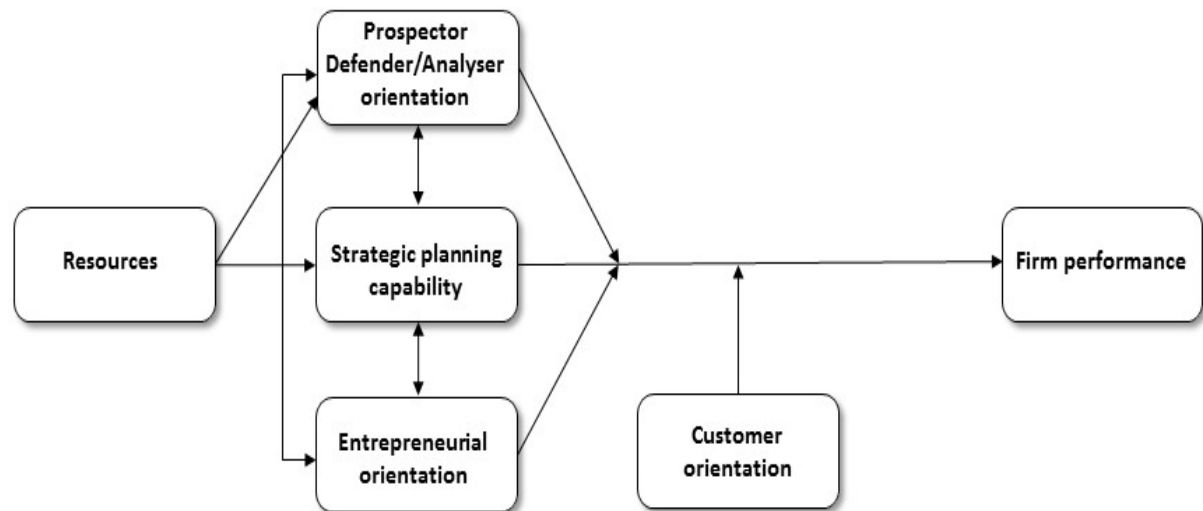 Prospector
Defender/Analyser
orientation
Resources
Strategic planning
capability
Firm performance
Entrepreneurial
orientation
Customer
orientation